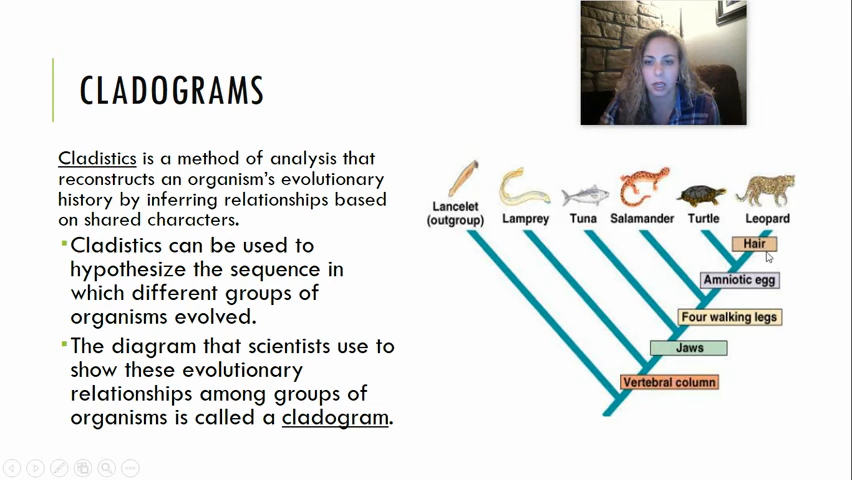 CLADOGRAMS
Cladistics is a method of analysis that
reconstructs an organism's evolutionary
history by inferring relationships based
on shared characters.
▪Cladistics can be used to
hypothesize the sequence in
which different groups of
organisms evolved.
▪The diagram that scientists use to
show these evolutionary
relationships among groups of
organisms is called a cladogram.
Lancelet
(outgroup)
Lamprey
Tuna
Salamander
Turtle
Leopard
Hair
Amniotic egg
Four walking legs
Jaws
Vertebral column